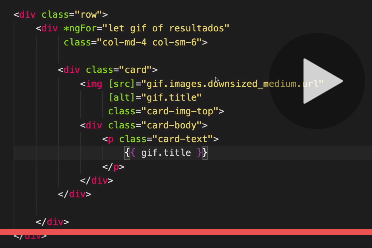 <div class="row">
<div *ngFor="let gif of resultados"
class="col-md-4 col-sm-6">
<div class="card">
<img [src]="gif.images.downsized_medium.url"
[alt]="gif.title"
class="card-img-top">
<div class="card-body">
<p class="card-text">
{{ gif.title }}
</p>
</div>
</div>
</div>
</div>